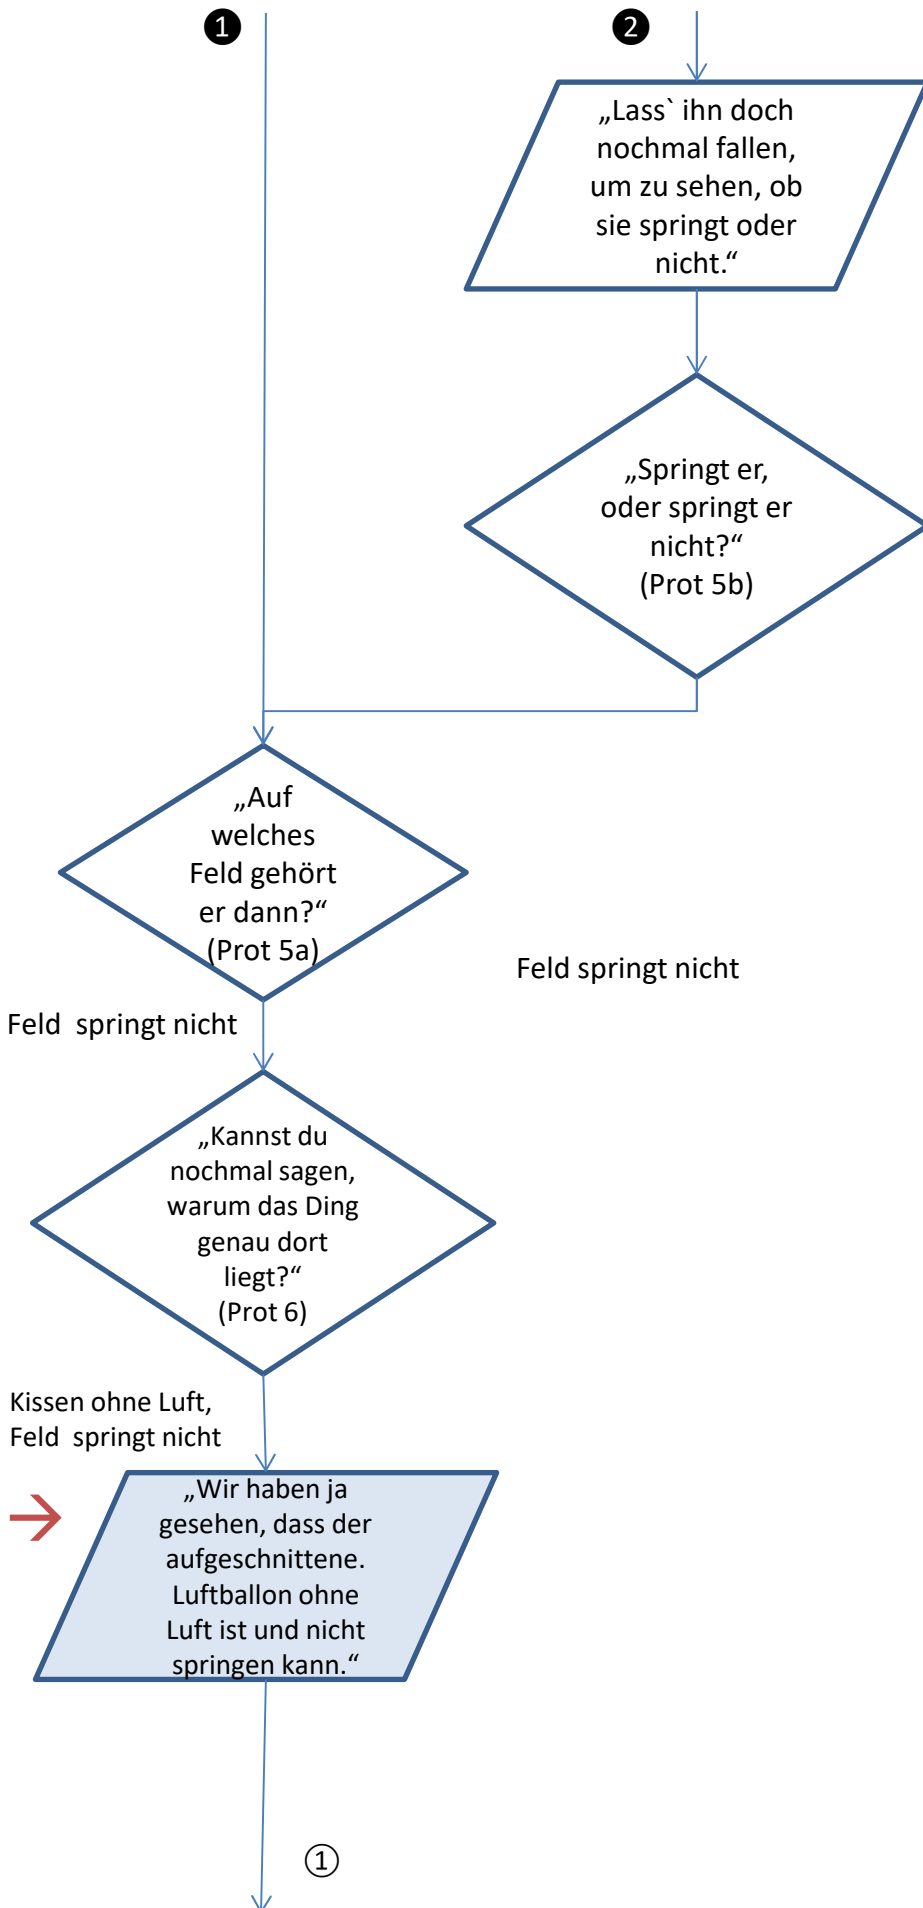 ❶
❷
„Lass` ihn doch
nochmal fallen,
um zu sehen, ob
sie springt oder
nicht.“
„Springt er,
oder springt er
nicht?“
(Prot 5b)
„Auf
welches
Feld gehört
er dann?“
(Prot 5a)
Feld springt nicht
Feld  springt nicht
„Kannst du
nochmal sagen,
warum das Ding
genau dort
liegt?“
(Prot 6)
Kissen ohne Luft,
Feld  springt nicht
„Wir haben ja
gesehen, dass der
aufgeschnittene.
Luftballon ohne
Luft ist und nicht
springen kann.“
①